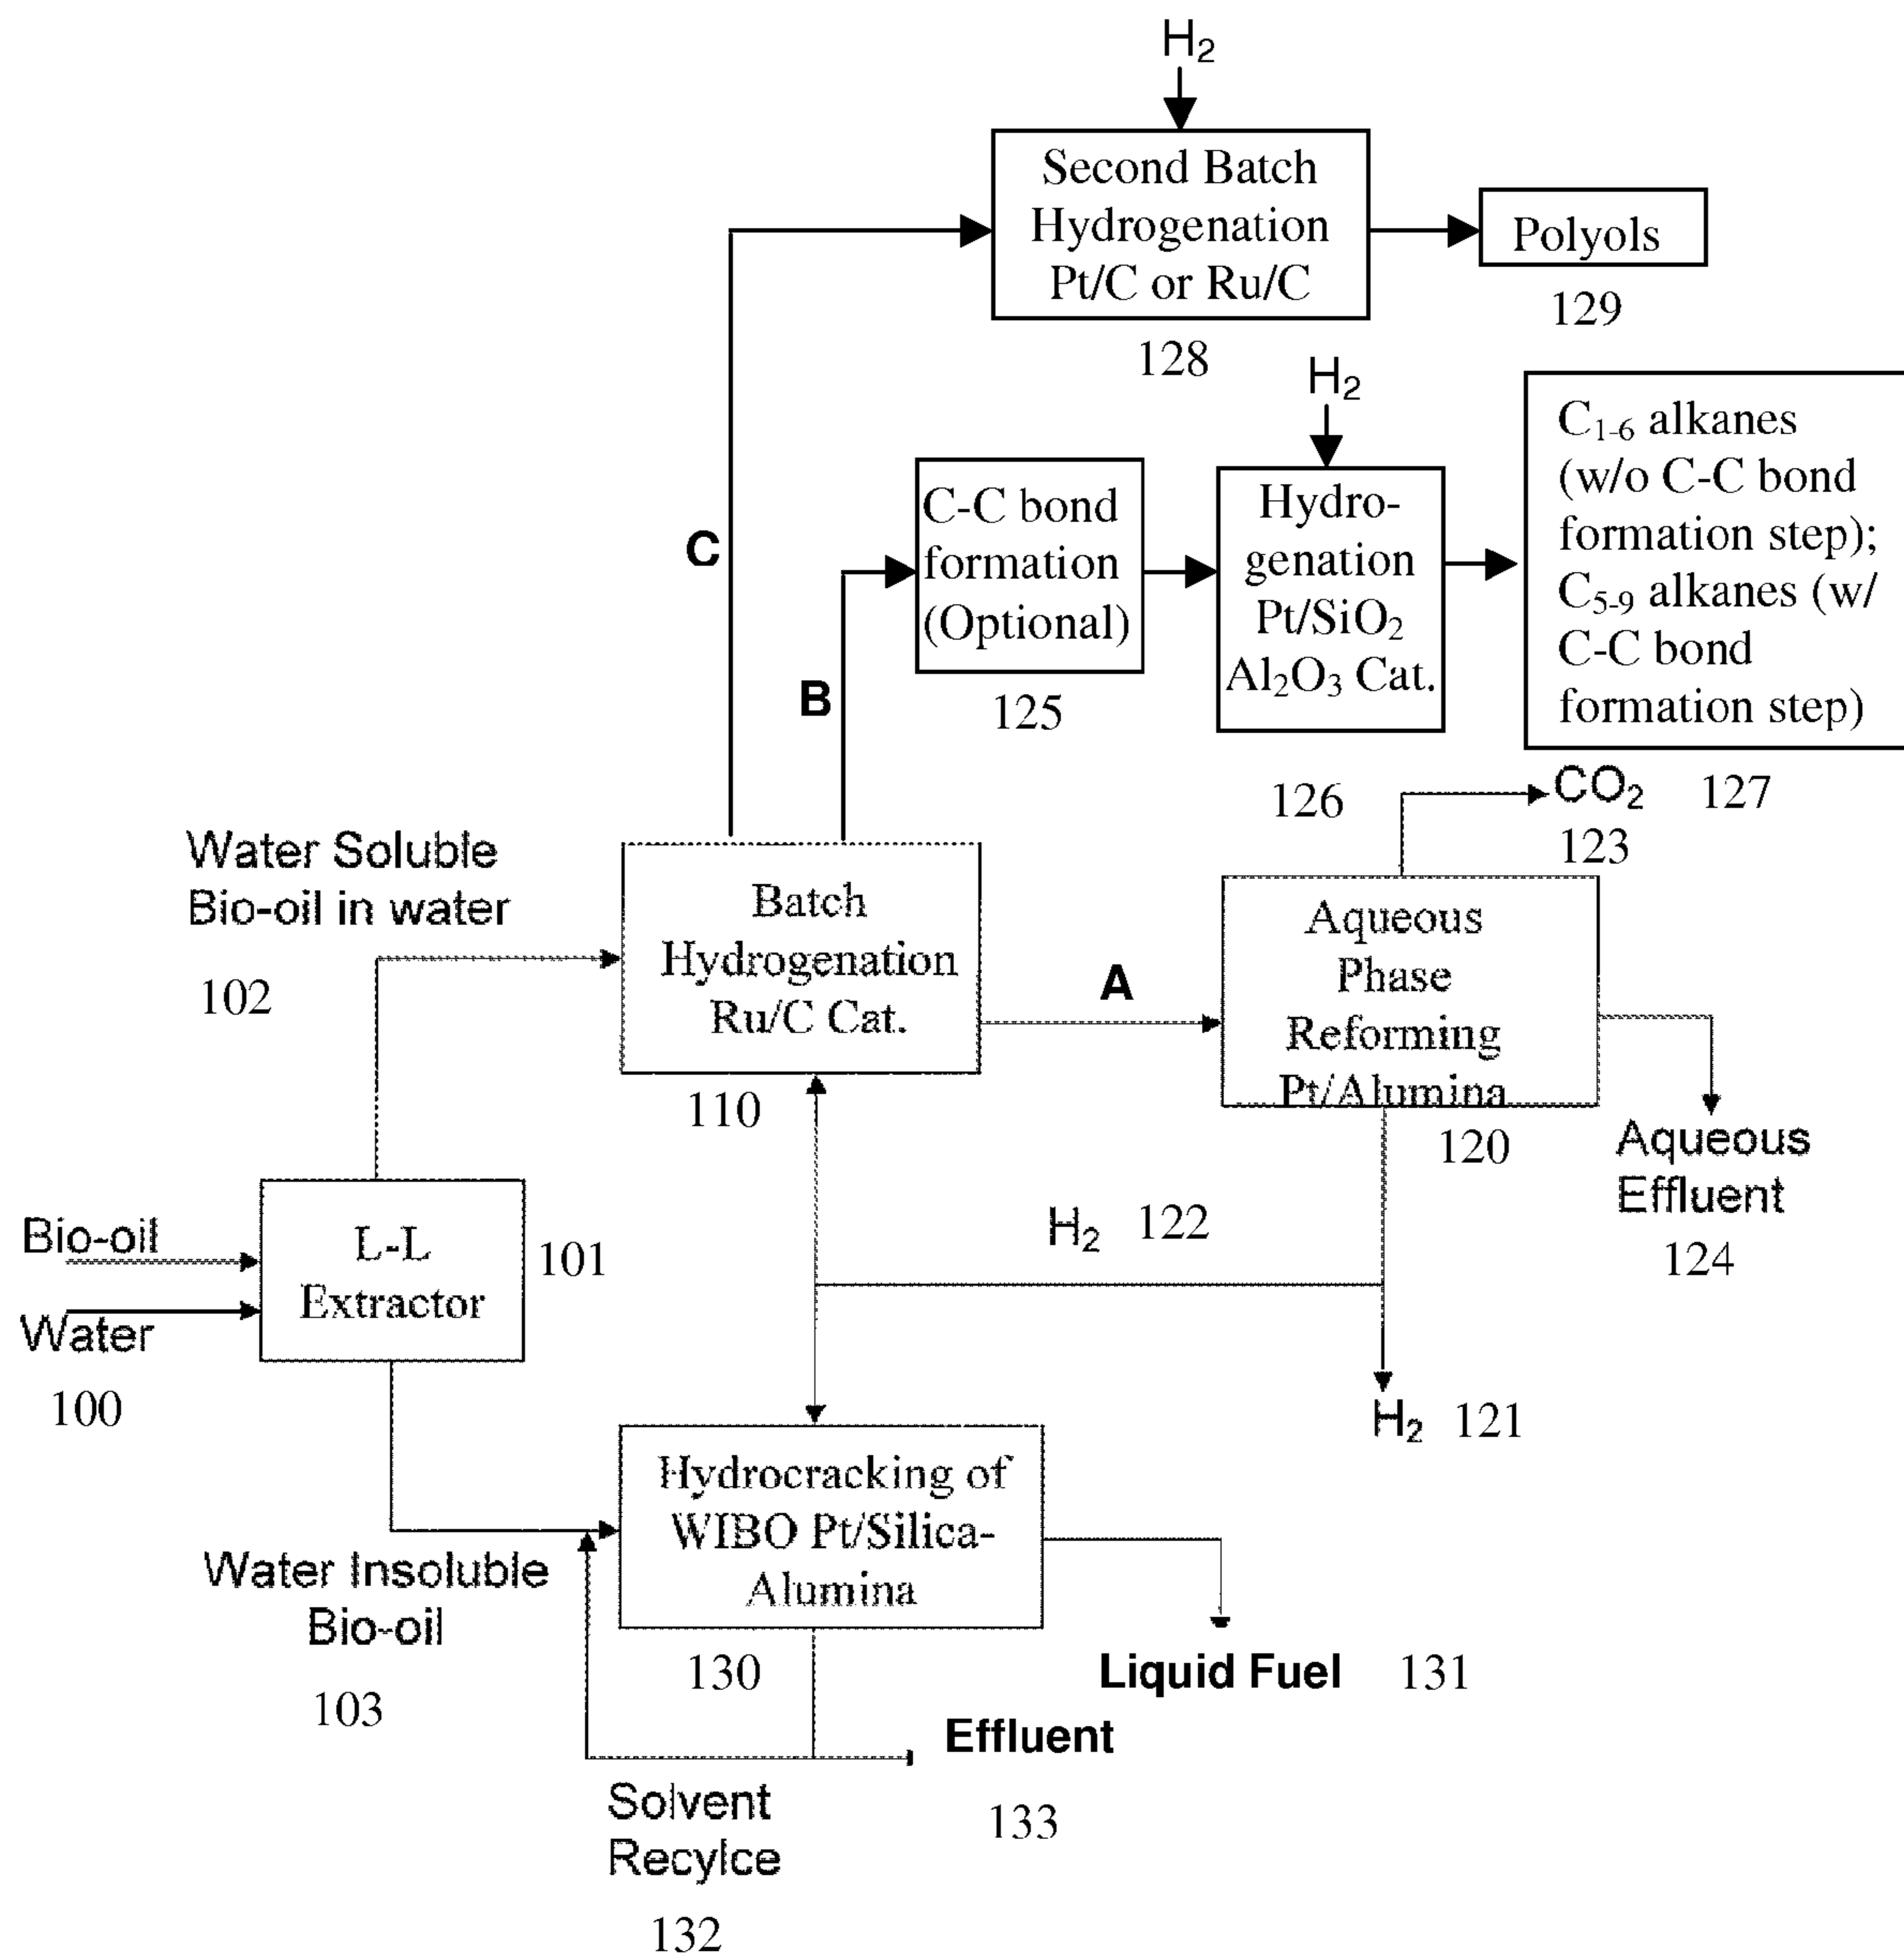 H₂
Second Batch
Hydrogenation
Pt/C or Ru/C
128
Polyols
129
H₂
C
B
C-C bond
formation
(Optional)
125
Hydro-
genation
Pt/SiO₂
Al₂O₃ Cat.
126
C₁₋₆ alkanes
(w/o C-C bond
formation step);
C₅₋₉ alkanes (w/
C-C bond
formation step)
127
CO₂
123
Water Soluble
Bio-oil in water
102
Batch
Hydrogenation
Ru/C Cat.
110
A
Aqueous
Phase
Reforming
Pt/Alumina
120
Aqueous
Effluent
124
Bio-oil
Water
100
L-L
Extractor
101
H₂ 122
H₂ 121
Water Insoluble
Bio-oil
103
Hydrocracking of
WIBO Pt/Silica-
Alumina
130
Liquid Fuel 131
Effluent
133
Solvent
Recylce
132